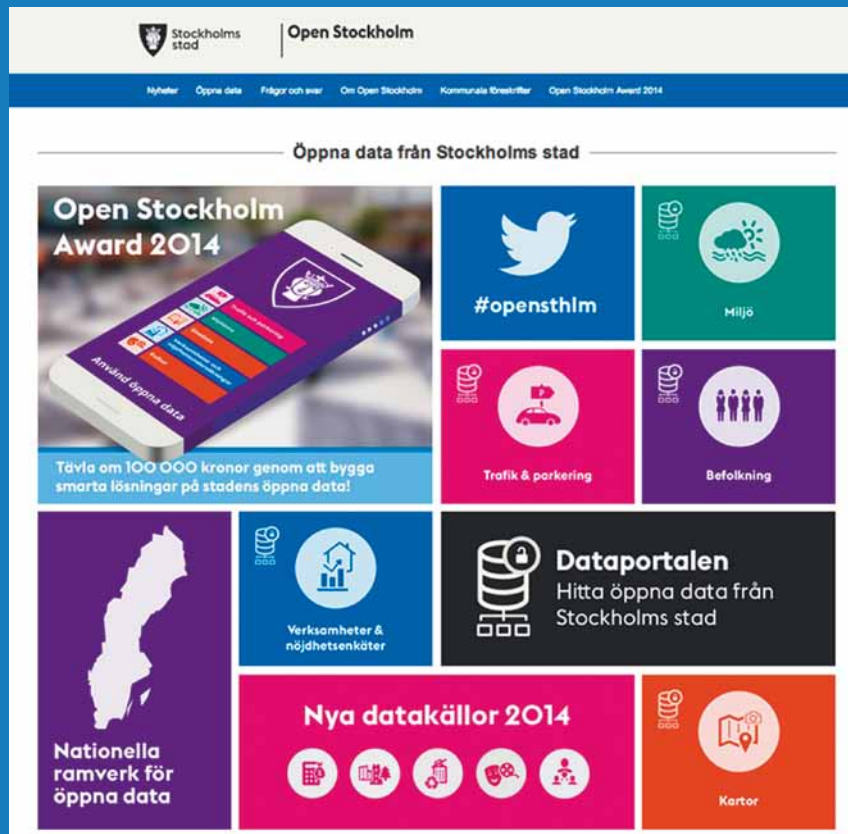 Stockholms
stad
Open Stockholm
Nyheter Öppna data Frågor och svar Om Open Stockholm Kommunala föreskrifter Open Stockholm Award 2014
Öppna data från Stockholms stad
Open Stockholm
Award 2014
Trafik och parkering
Använd öppna data
Tävla om 100 000 kronor genom att bygga
smarta lösningar på stadens öppna data!
#opensthlm
Miljö
Trafik & parkering
Befolkning
Nationella
ramverk för
öppna data
Verksamheter &
nöjdhetsenkäter
Dataportalen
Hitta öppna data från
Stockholms stad
Nya datakällor 2014
Kartor